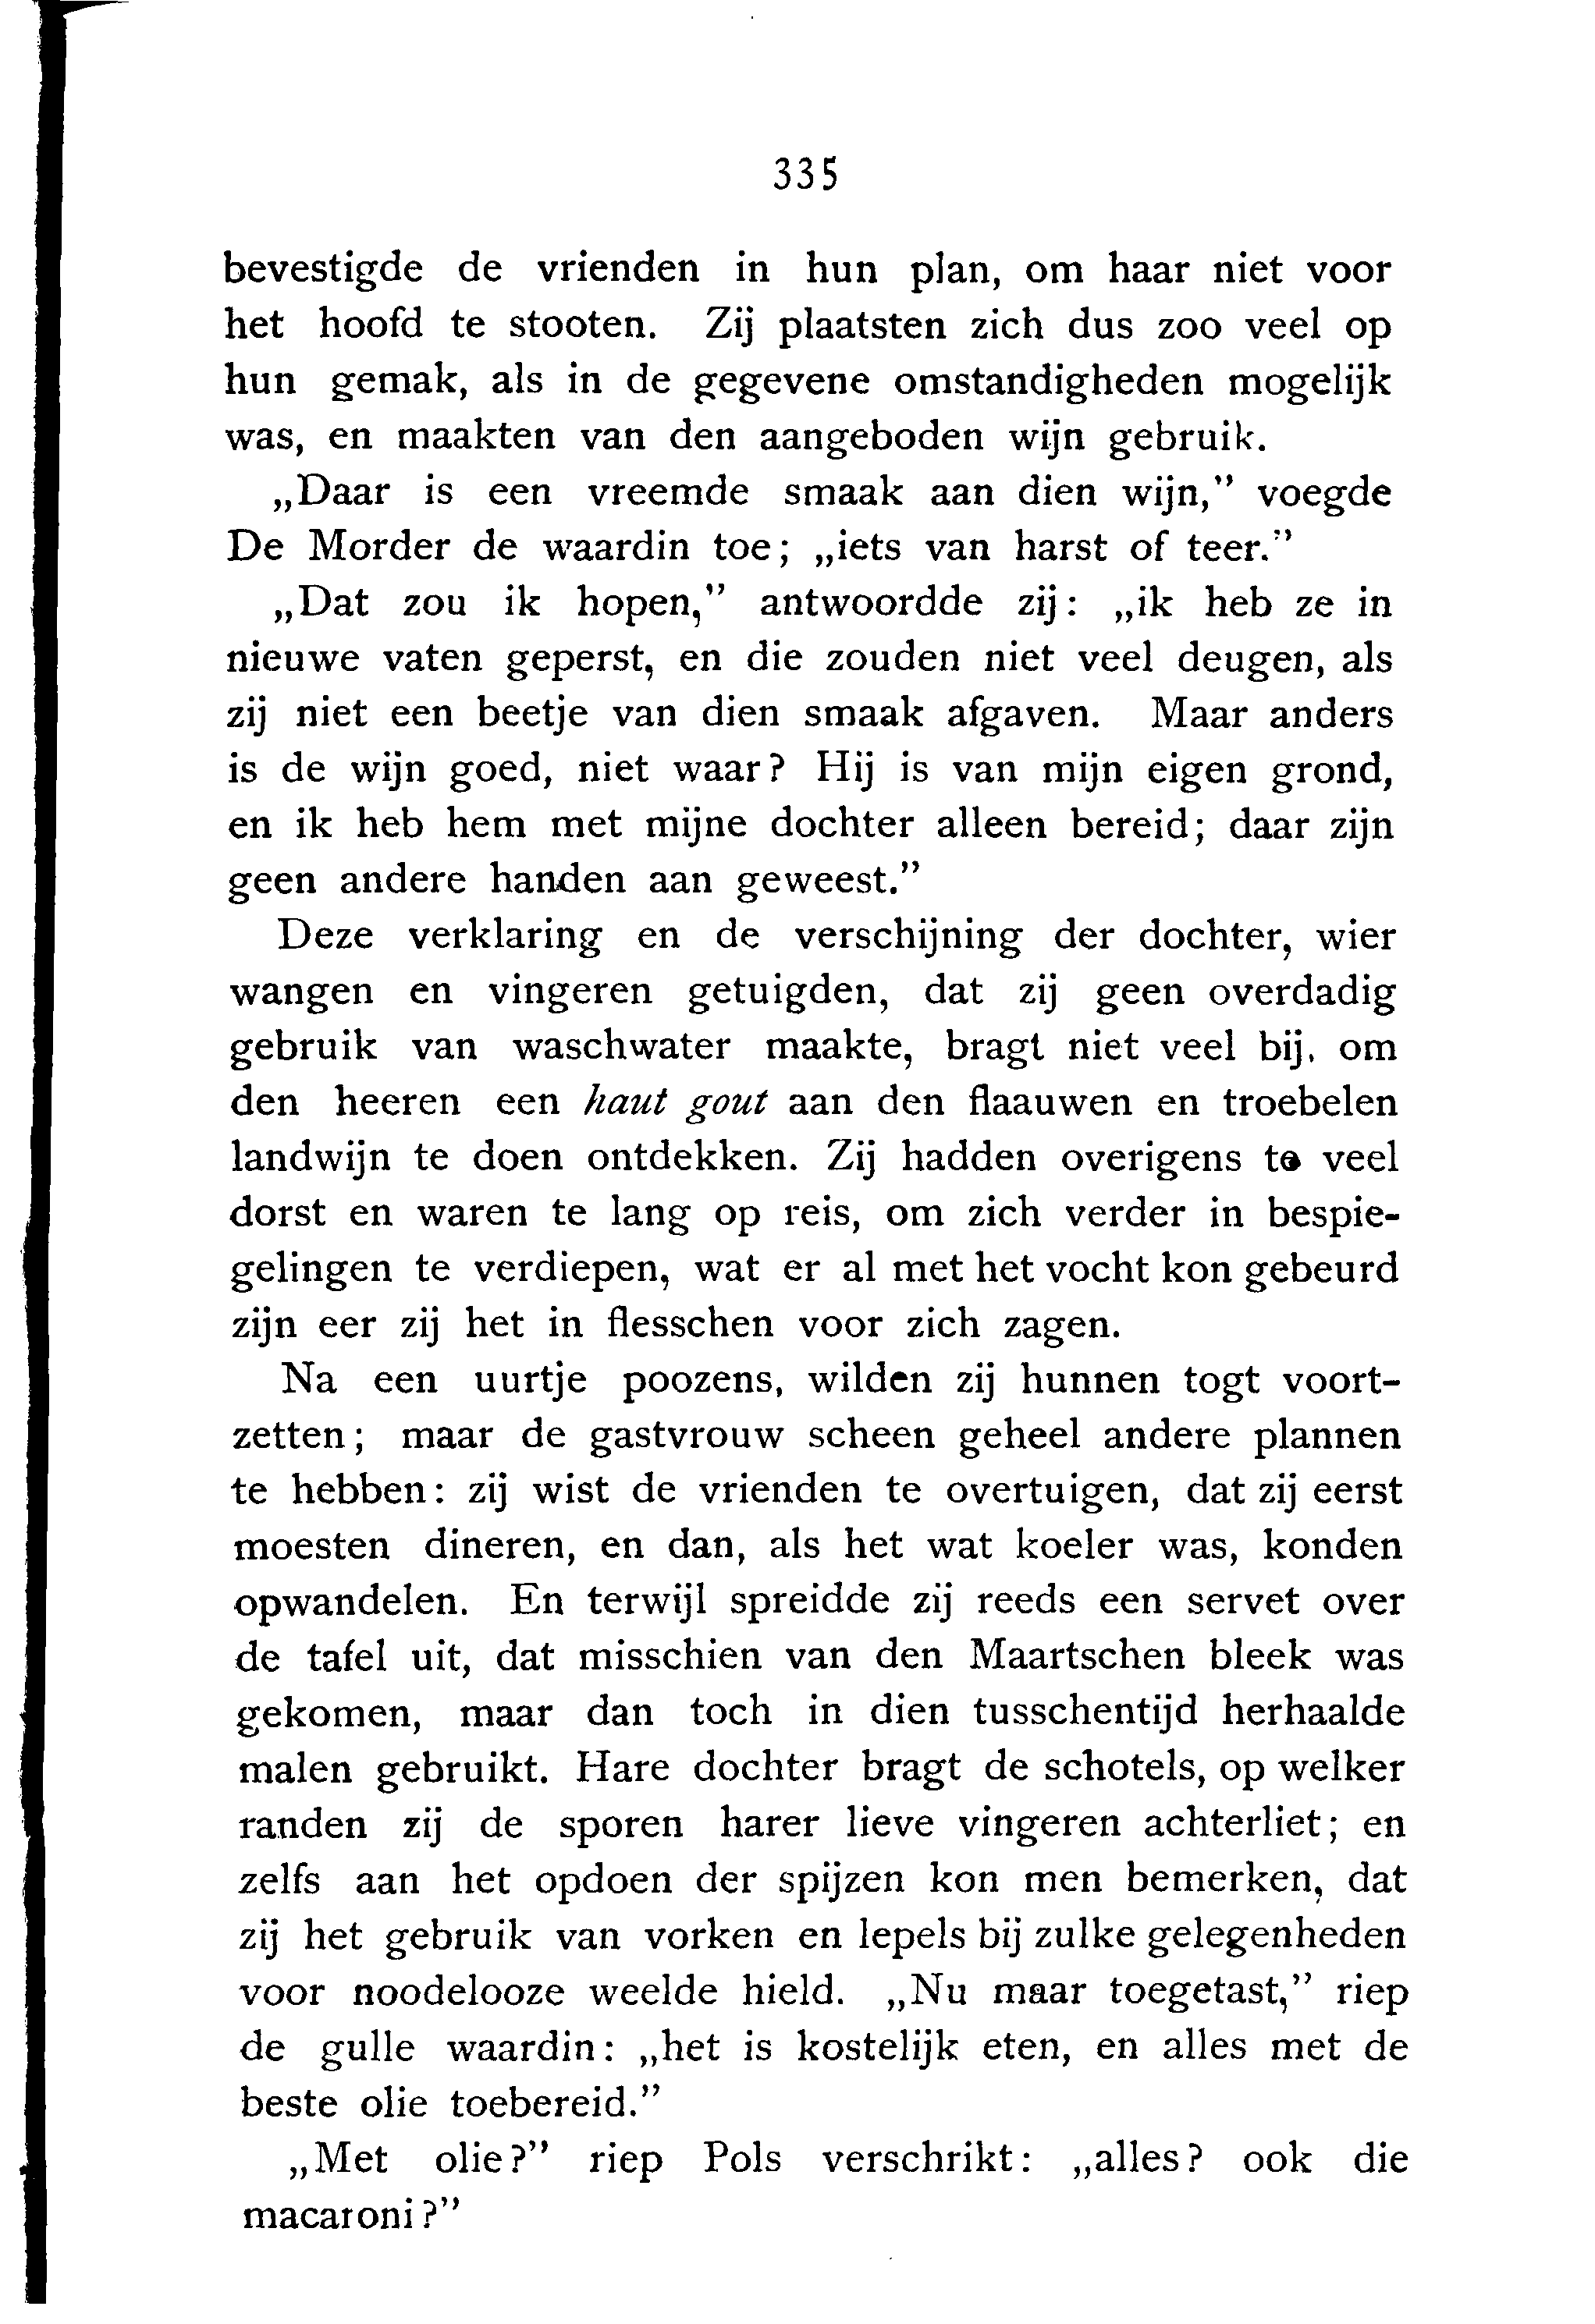 335
bevestigde de vrienden in hun plan, om haar niet voor
het hoofd te stooten. Zij plaatsten zich dus zoo veel op
hun gemak, als in de gegevene omstandigheden mogelijk
was, en maakten van den aangeboden wijn gebruik.
„Daar is een vreemde smaak aan dien wijn,” voegde
De Morder de waardin toe; „iets van harst of teer.”
„Dat zou ik hopen,” antwoordde zij: „ik heb ze in
nieuwe vaten geperst, en die zouden niet veel deugen, als
zij niet een beetje van dien smaak afgaven. Maar anders
is de wijn goed, niet waar? Hij is van mijn eigen grond,
en ik heb hem met mijne dochter alleen bereid; daar zijn
geen andere handen aan geweest.”
Deze verklaring en de verschijning der dochter, wier
wangen en vingeren getuigden, dat zij geen overdadig
gebruik van waschwater maakte, bragt niet veel bij, om
den heeren een haut gout aan den flaauwen en troebelen
landwijn te doen ontdekken. Zij hadden overigens te veel
dorst en waren te lang op reis, om zich verder in bespie-
gelingen te verdiepen, wat er al met het vocht kon gebeurd
zijn eer zij het in flesschen voor zich zagen.
Na een uurtje poozens, wilden zij hunnen togt voort-
zetten; maar de gastvrouw scheen geheel andere plannen
te hebben: zij wist de vrienden te overtuigen, dat zij eerst
moesten dineren, en dan, als het wat koeler was, konden
opwandelen. En terwijl spreidde zij reeds een servet over
de tafel uit, dat misschien van den Maartschen bleek was
gekomen, maar dan toch in dien tusschentijd herhaalde
malen gebruikt. Hare dochter bragt de schotels, op welker
randen zij de sporen harer lieve vingeren achterliet; en
zelfs aan het opdoen der spijzen kon men bemerken, dat
zij het gebruik van vorken en lepels bij zulke gelegenheden
voor noodelooze weelde hield. „Nu maar toegetast,” riep
de gulle waardin: „het is kostelijk eten, en alles met de
beste olie toebereid.”
„Met olie?” riep Pols verschrikt: „alles? ook die
macaroni?”